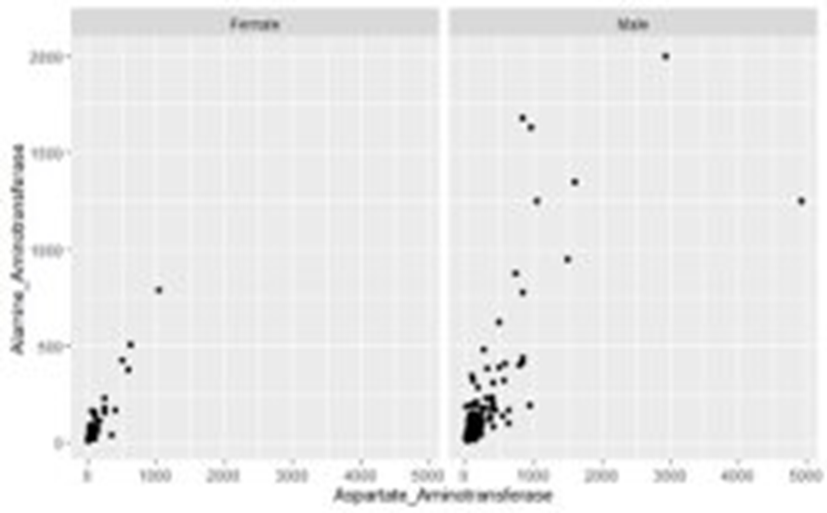 Female Male
2000
1500
1000
500
0
0 1000 2000 3000 4000 5000 0 1000 2000 3000 4000 5000
Aspartate_Aminotransferase
Alamine_Aminotransferase